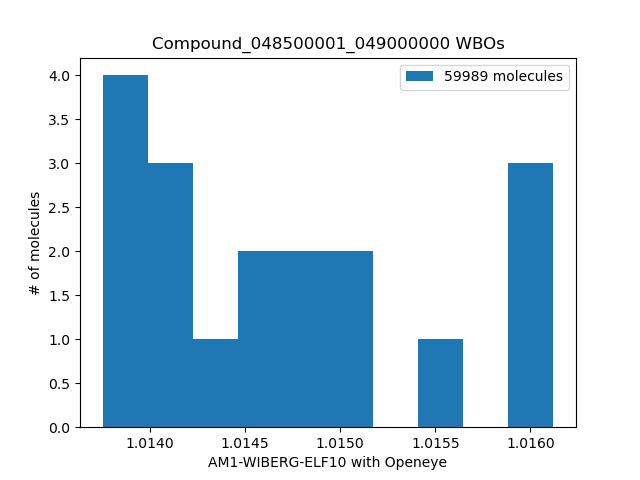 Compound_048500001_049000000 WBOs
59989 molecules
4.0
3.5
3.0
2.5
2.0
1.5
1.0
0.5
0.0
# of molecules
1.0140 1.0145 1.0150 1.0155 1.0160
AM1-WIBERG-ELF10 with Openeye